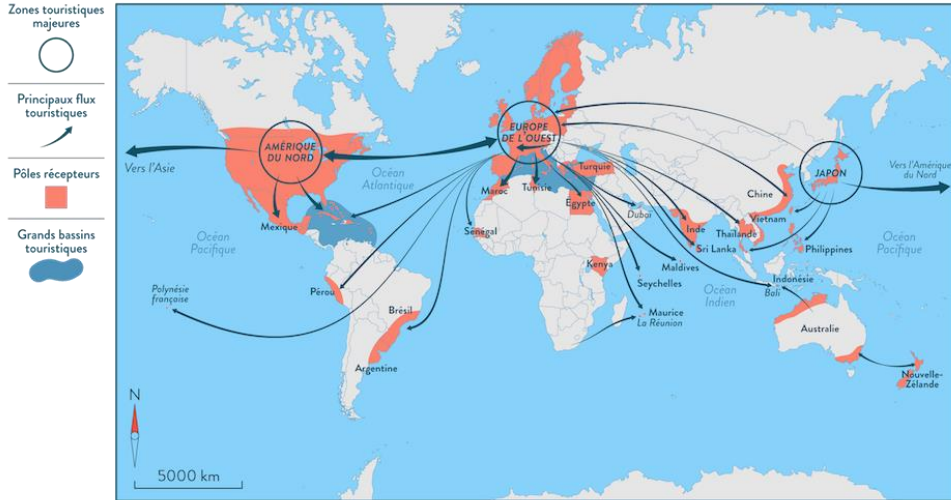 Zones touristiques
majeures
Principaux flux
touristiques
Pôles récepteurs
Grands bassins
touristiques
AMÉRIQUE
DU NORD
EUROPE
DE L'OUEST
JAPON
Vers l'Asie
Océan
Atlantique
Vers l'Amérique
du Nord
Océan
Pacifique
Mexique
Maroc
Tunisie
Turquie
Égypte
Dubaï
Chine
Vietnam
Inde
Thaïlande
Sri Lanka
Philippines
Océan
Pacifique
Sénégal
Kenya
Maldives
Seychelles
Océan
Indien
Indonésie
Bali
Polynésie
française
Pérou
Brésil
Maurice
La Réunion
Australie
Argentine
Nouvelle-
Zélande
N
5000 km